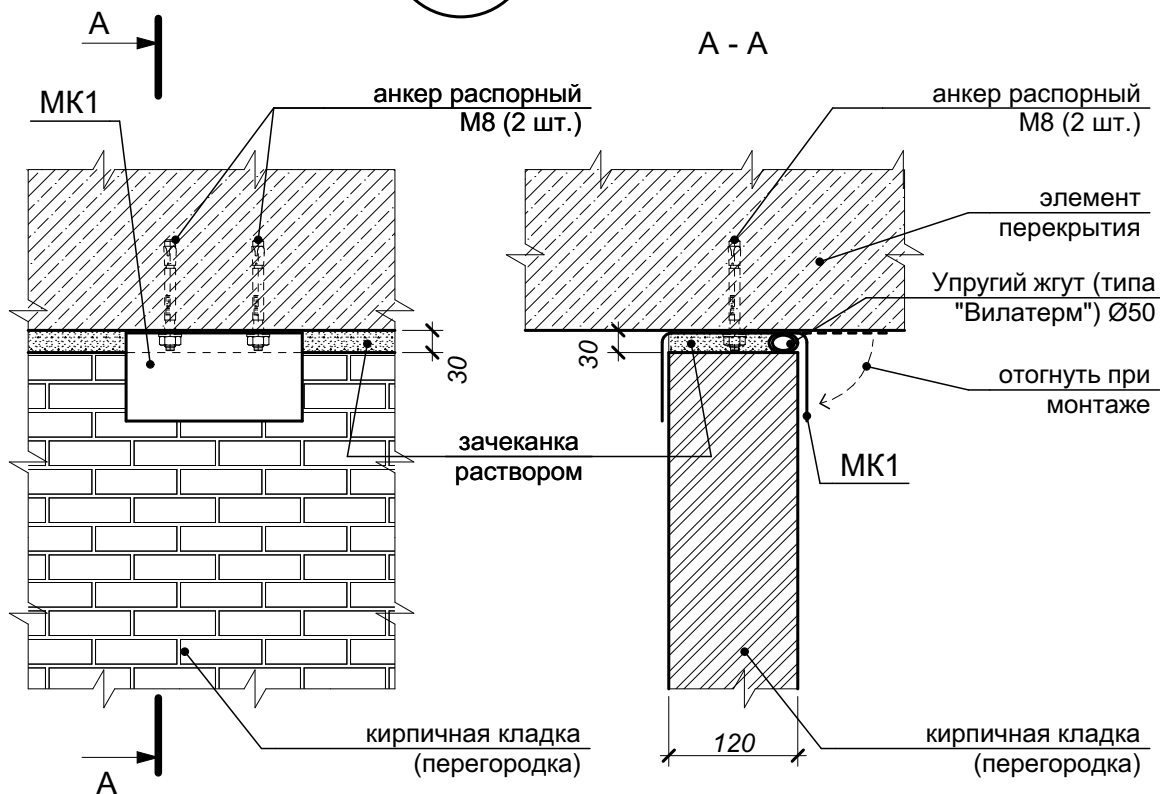 А
А - А
МК1
анкер распорный
М8 (2 шт.)
анкер распорный
М8 (2 шт.)
элемент
перекрытия
Упругий жгут (типа
"Вилатерм") Ø50
30
30
отогнуть при
монтаже
зачеканка
раствором
МК1
кирпичная кладка
(перегородка)
120
кирпичная кладка
(перегородка)
А